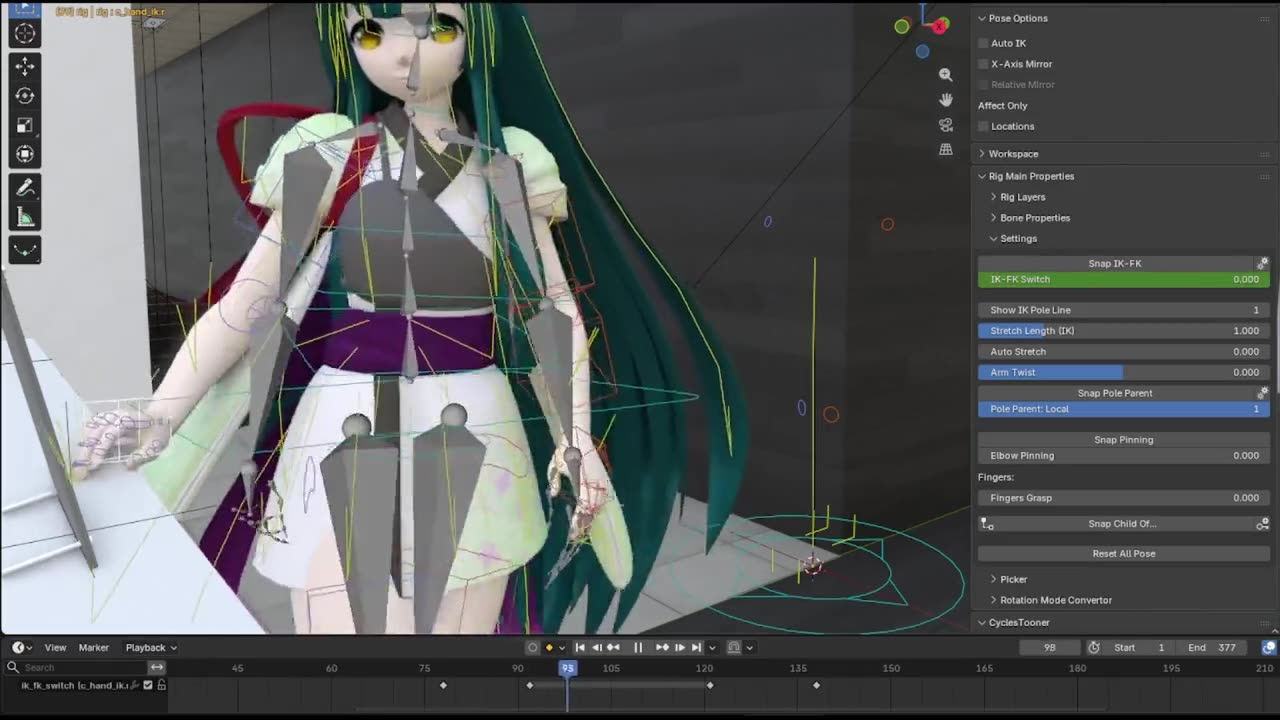 (98) rig | rig : c_hand_ik.r
Pose Options
Auto IK
X-Axis Mirror
Relative Mirror
Affect Only
Locations
Workspace
Rig Main Properties
Rig Layers
Bone Properties
Settings
Snap IK-FK
IK-FK Switch 0.000
Show IK Pole Line 1
Stretch Length (IK) 1.000
Auto Stretch 0.000
Arm Twist 0.000
Snap Pole Parent
Pole Parent: Local 1
Snap Pinning
Elbow Pinning 0.000
Fingers:
Fingers Grasp 0.000
Snap Child Of...
Reset All Pose
Picker
Rotation Mode Convertor
CyclesTooner
View Marker Playback 98 Start 1 End 377
Search 45 60 75 90 98 105 120 135 150 165 180 195 210
ik_fk_switch (c_hand_ik.r